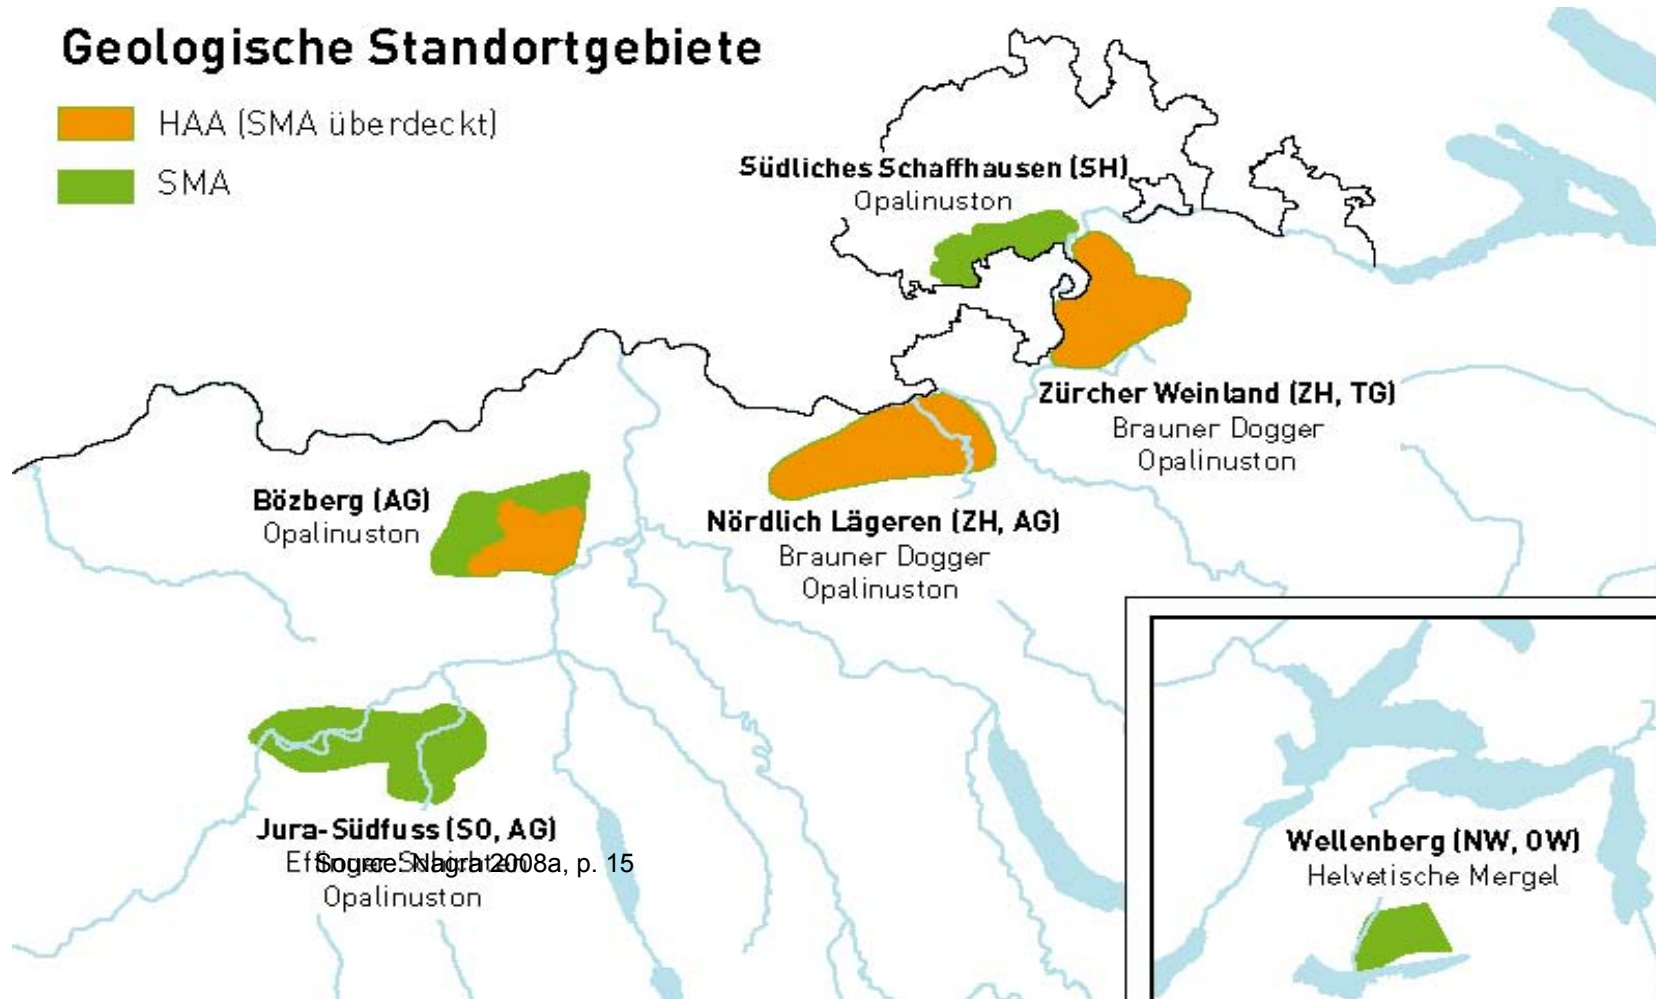 Geologische Standortgebiete
HAA (SMA überdeckt)
SMA
Südliches Schaffhausen (SH)
Opalinuston
Zürcher Weinland (ZH, TG)
Brauner Dogger
Opalinuston
Bözberg (AG)
Opalinuston
Nördlich Lägeren (ZH, AG)
Brauner Dogger
Opalinuston
Jura-Südfuss (SO, AG)
Effinger Schichten
Source: Nagra 2008a, p. 15
Opalinuston
Wellenberg (NW, OW)
Helvetische Mergel